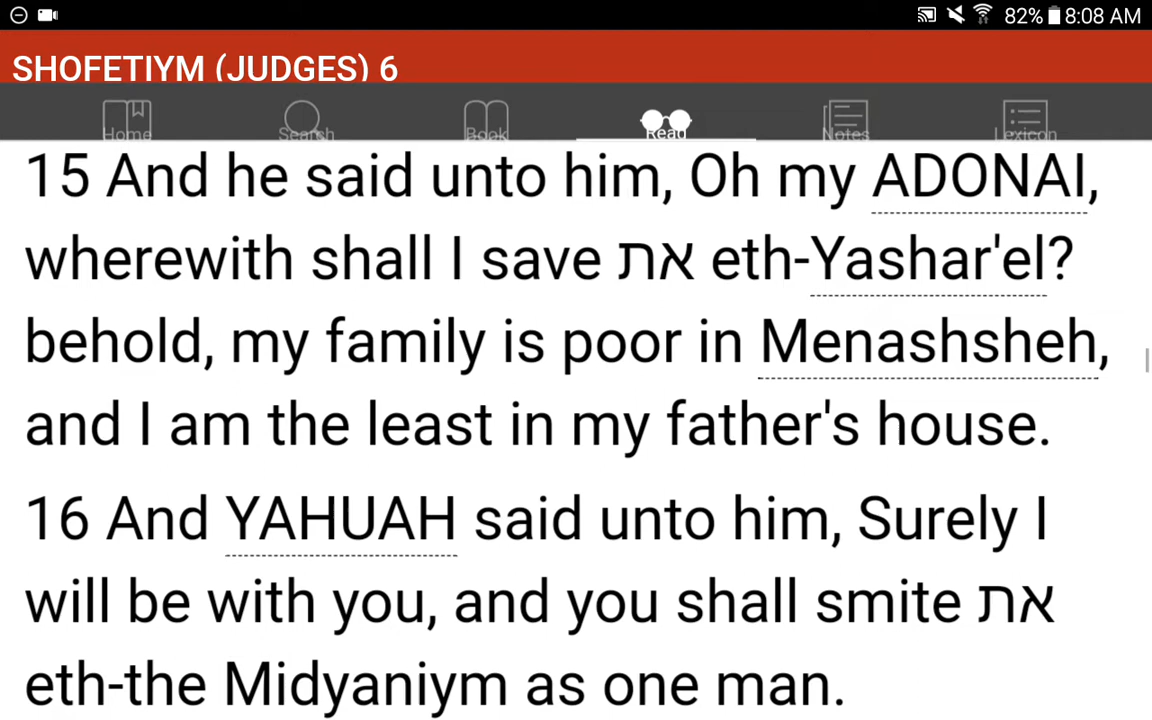 82% 8:08 AM
SHOFETIYM (JUDGES) 6
Home Search Book Read Notes Lexicon
15 And he said unto him, Oh my ADONAI,
wherewith shall I save את eth-Yashar'el?
behold, my family is poor in Menashsheh,
and I am the least in my father's house.
16 And YAHUAH said unto him, Surely I
will be with you, and you shall smite את
eth-the Midyaniym as one man.